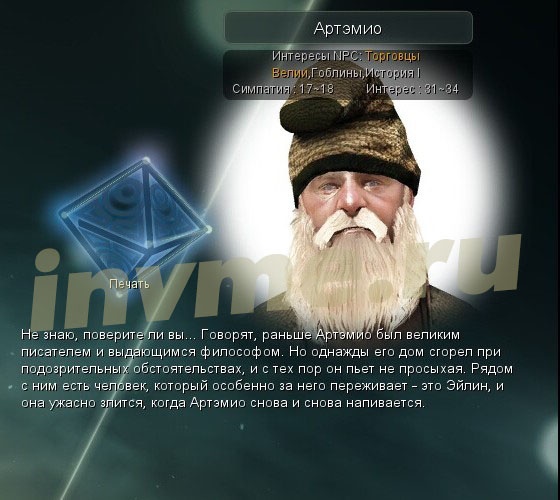 Артэмио
Интересы NPC: Торговцы
Велии,Гоблины,История I
Симпатия : 17~18 Интерес : 31~34
Печать
invma.ru
Не знаю, поверите ли вы... Говорят, раньше Артэмио был великим
писателем и выдающимся философом. Но однажды его дом сгорел при
подозрительных обстоятельствах, и с тех пор он пьет не просыхая. Рядом
с ним есть человек, который особенно за него переживает - это Эйлин, и
она ужасно злится, когда Артэмио снова и снова напивается.